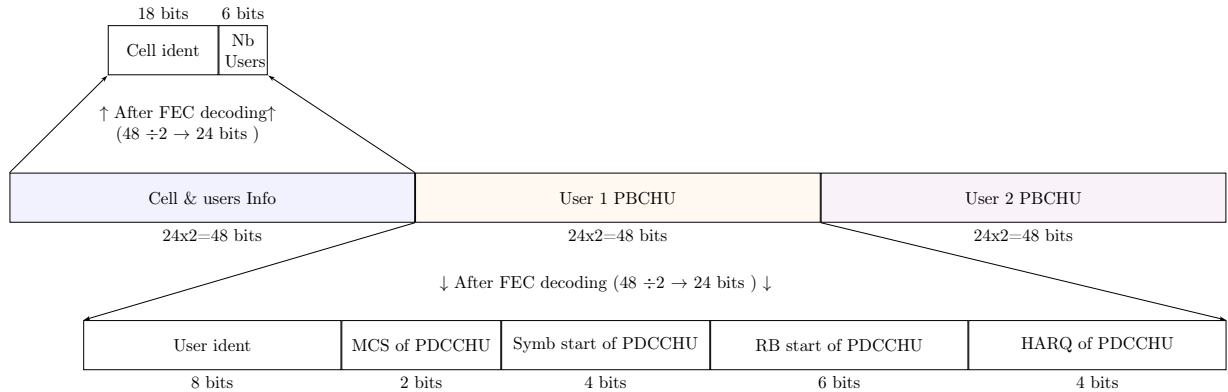 18 bits 6 bits
Cell ident
Nb
Users
↑ After FEC decoding↑
(48 ÷2 → 24 bits )
Cell & users Info
User 1 PBCHU
User 2 PBCHU
24x2=48 bits
24x2=48 bits
24x2=48 bits
↓ After FEC decoding (48 ÷2 → 24 bits ) ↓
User ident
MCS of PDCCHU
Symb start of PDCCHU
RB start of PDCCHU
HARQ of PDCCHU
8 bits
2 bits
4 bits
6 bits
4 bits